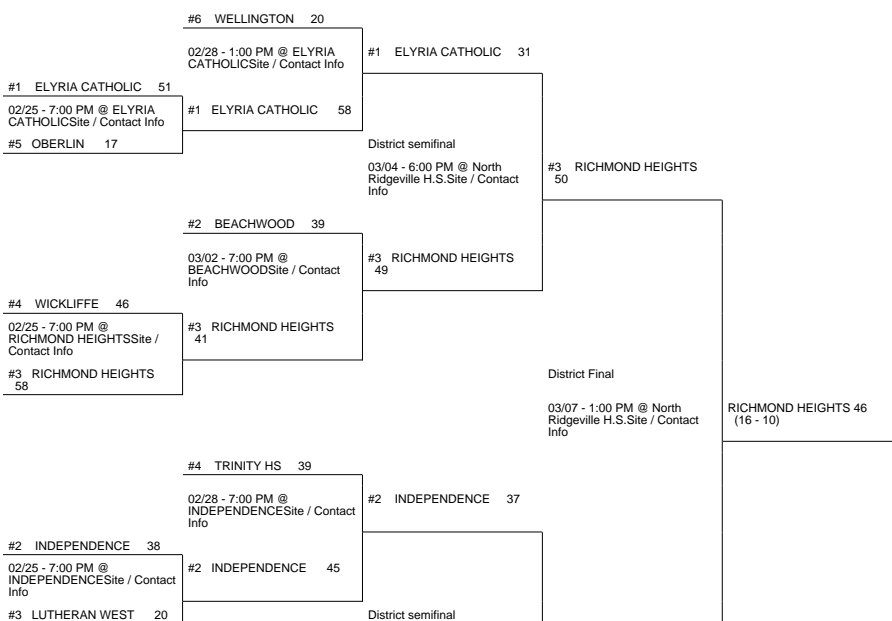 #6 WELLINGTON 20
02/28 - 1:00 PM @ ELYRIA
CATHOLICSite / Contact Info
#1 ELYRIA CATHOLIC 31
#1 ELYRIA CATHOLIC 51
02/25 - 7:00 PM @ ELYRIA
CATHOLICSite / Contact Info
#1 ELYRIA CATHOLIC 58
#5 OBERLIN 17
District semifinal
03/04 - 6:00 PM @ North
Ridgeville H.S.Site / Contact
Info
#3 RICHMOND HEIGHTS
50
#2 BEACHWOOD 39
03/02 - 7:00 PM @
BEACHWOODSite / Contact
Info
#3 RICHMOND HEIGHTS
49
#4 WICKLIFFE 46
02/25 - 7:00 PM @
RICHMOND HEIGHTSSite /
Contact Info
#3 RICHMOND HEIGHTS
41
#3 RICHMOND HEIGHTS
58
District Final
03/07 - 1:00 PM @ North
Ridgeville H.S.Site / Contact
Info
RICHMOND HEIGHTS 46
(16 - 10)
#4 TRINITY HS 39
02/28 - 7:00 PM @
INDEPENDENCESite / Contact
Info
#2 INDEPENDENCE 37
#2 INDEPENDENCE 38
02/25 - 7:00 PM @
INDEPENDENCESite / Contact
Info
#2 INDEPENDENCE 45
#3 LUTHERAN WEST 20
District semifinal